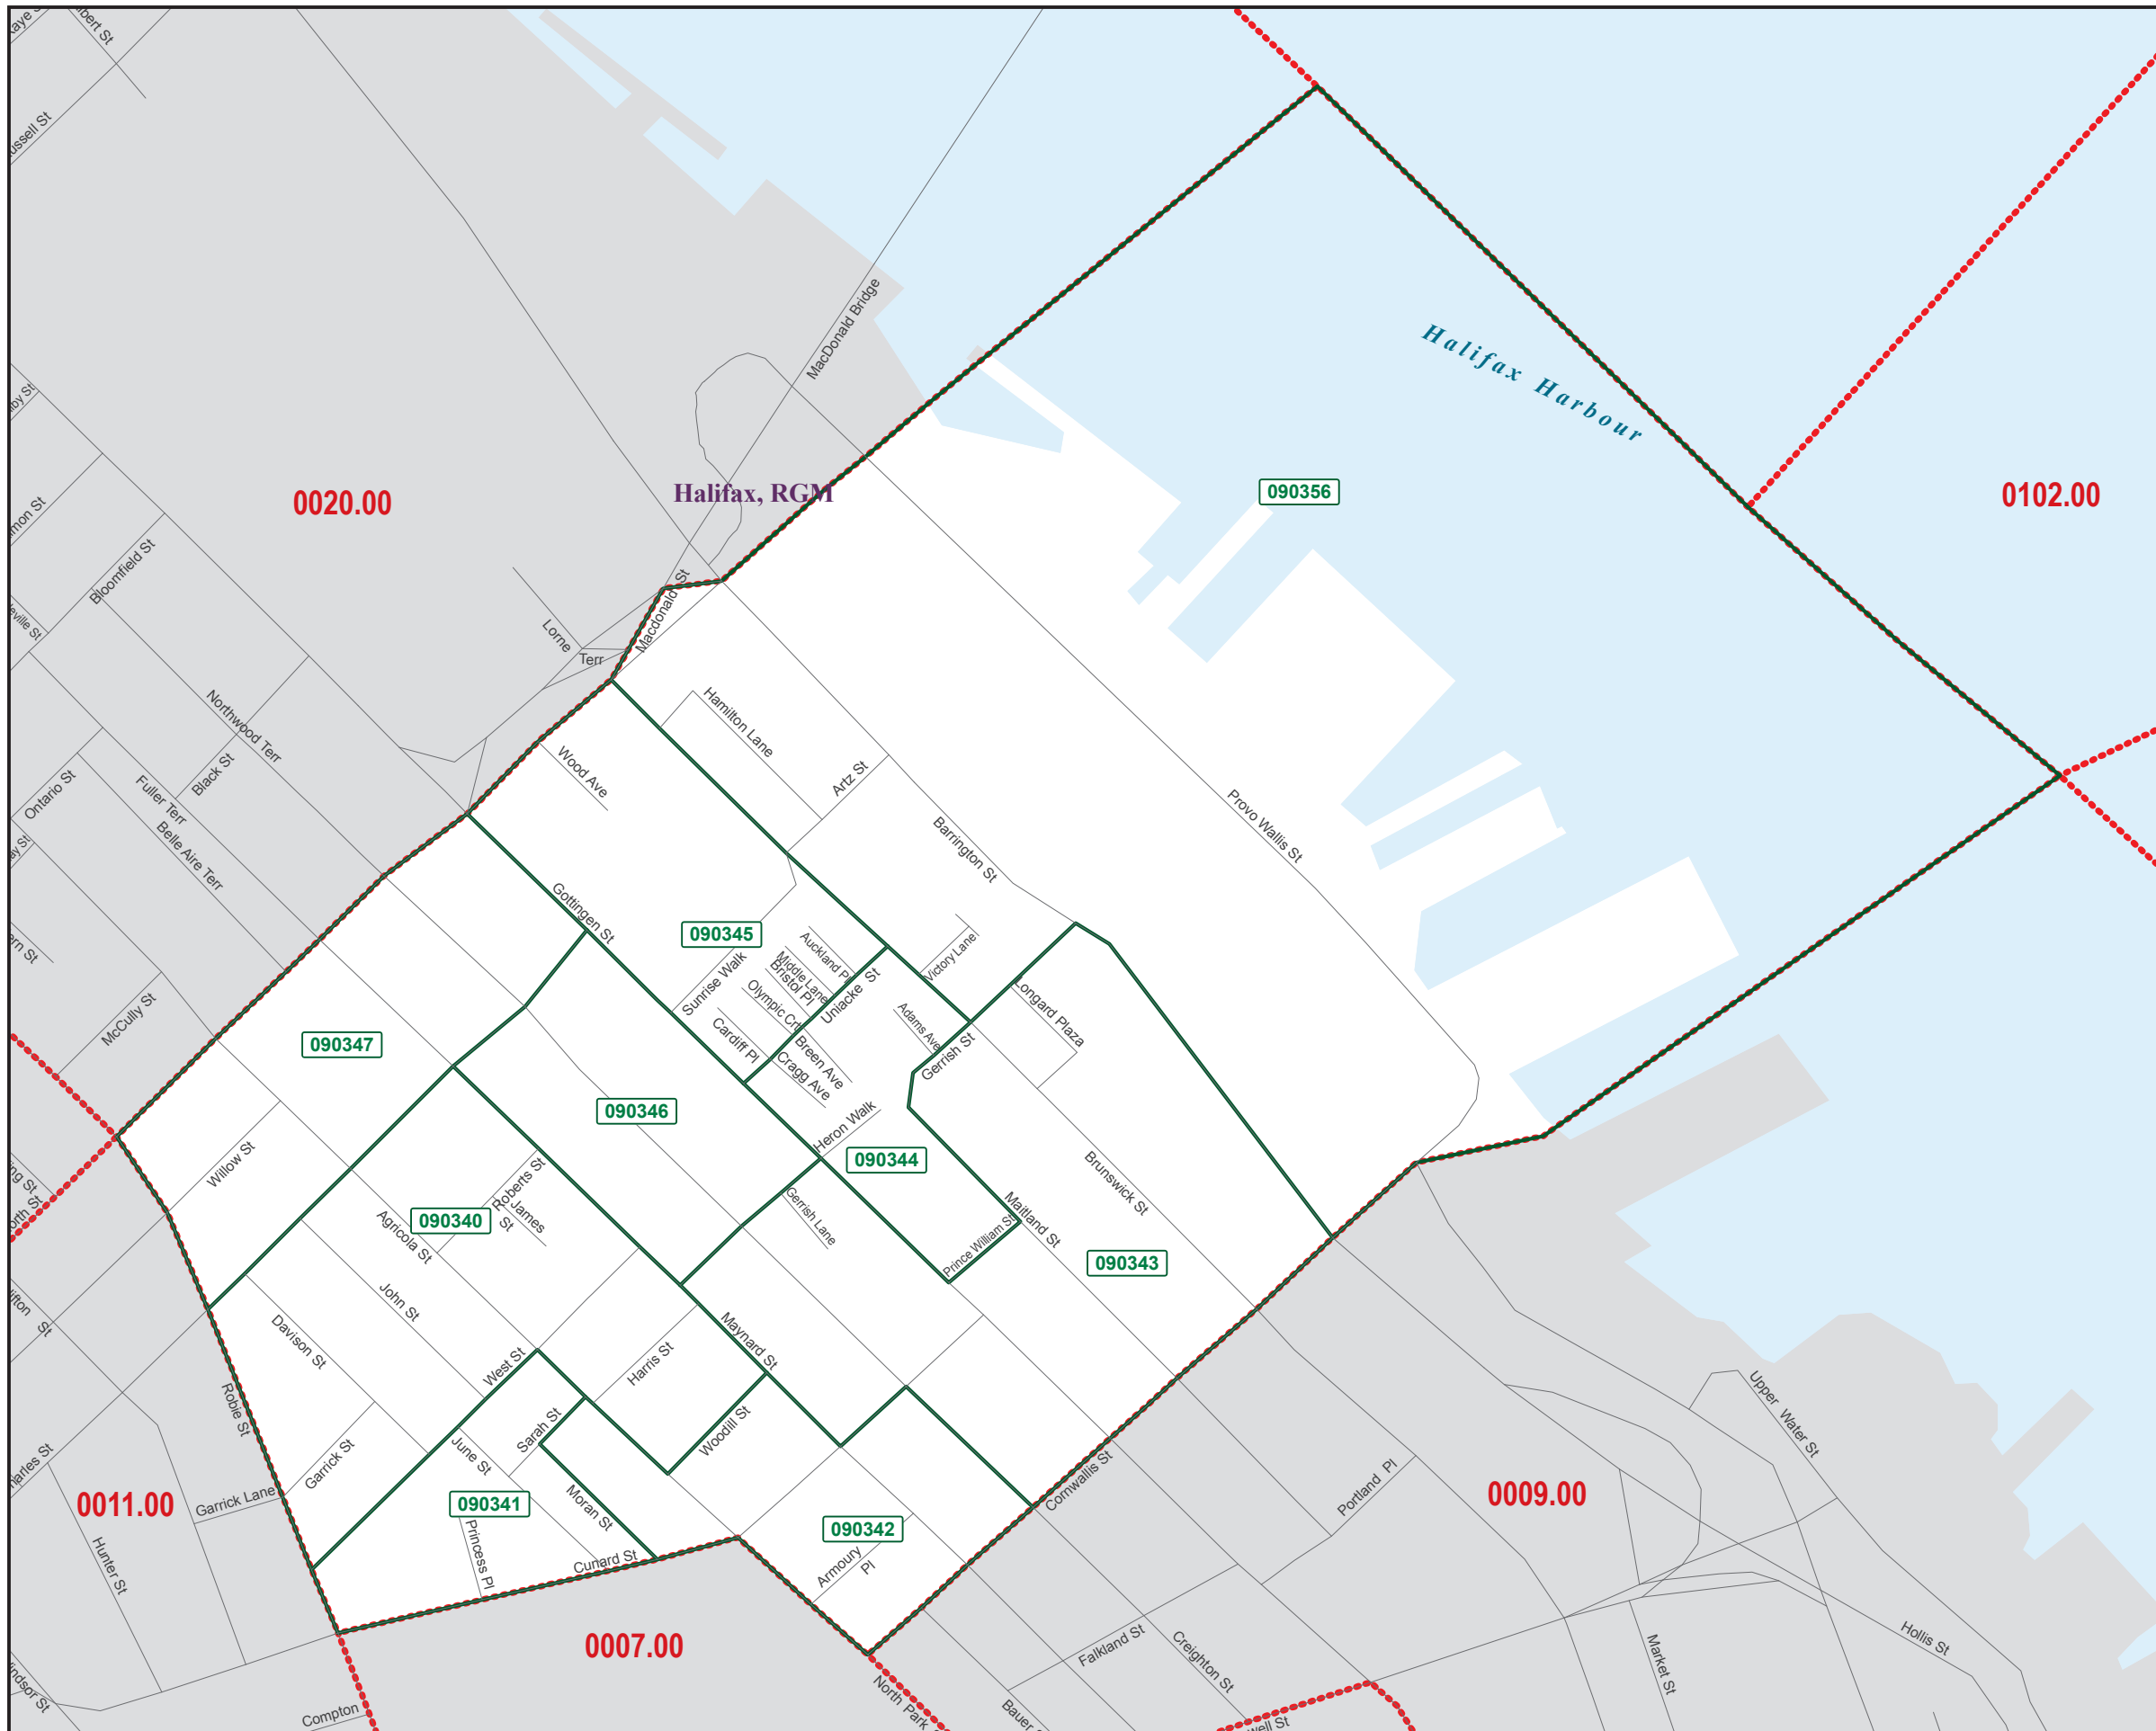 Halifax Harbour
090356
0102.00
0020.00
Halifax, RGM
MacDonald Bridge
Macdonald St
Bloomfield St
Lorne
Terr
Northwood Terr
Black St
Fuller Terr
Belle Aire Terr
Ontario St
McCully St
Wood Ave
Hamilton Lane
Artz St
Barrington St
Provo Wallis St
Gottingen St
090345
Sunrise Walk
Auckland Pl
Middle Lane
Bristol Pl
Olympic Crt
Cardiff Pl
Uniacke St
Breen Ave
Cragg Ave
Victory Lane
Adams Ave
Gerrish St
Longard Plaza
090347
090346
Heron Walk
090344
Brunswick St
Maitland St
Prince William St
090343
Gerrish Lane
Willow St
Roberts St
James
St
090340
Agricola St
John St
Davison St
West St
Maynard St
Harris St
Woodill St
Sarah St
June St
Moran St
Robie St
Garrick St
Garrick Lane
090341
Princess Pl
Cunard St
090342
Armoury
Pl
Cornwallis St
Portland Pl
Upper Water St
0009.00
0011.00
Hunter St
0007.00
Compton
North Park
Bauer
Falkland St
Creighton St
Market St
Hollis St